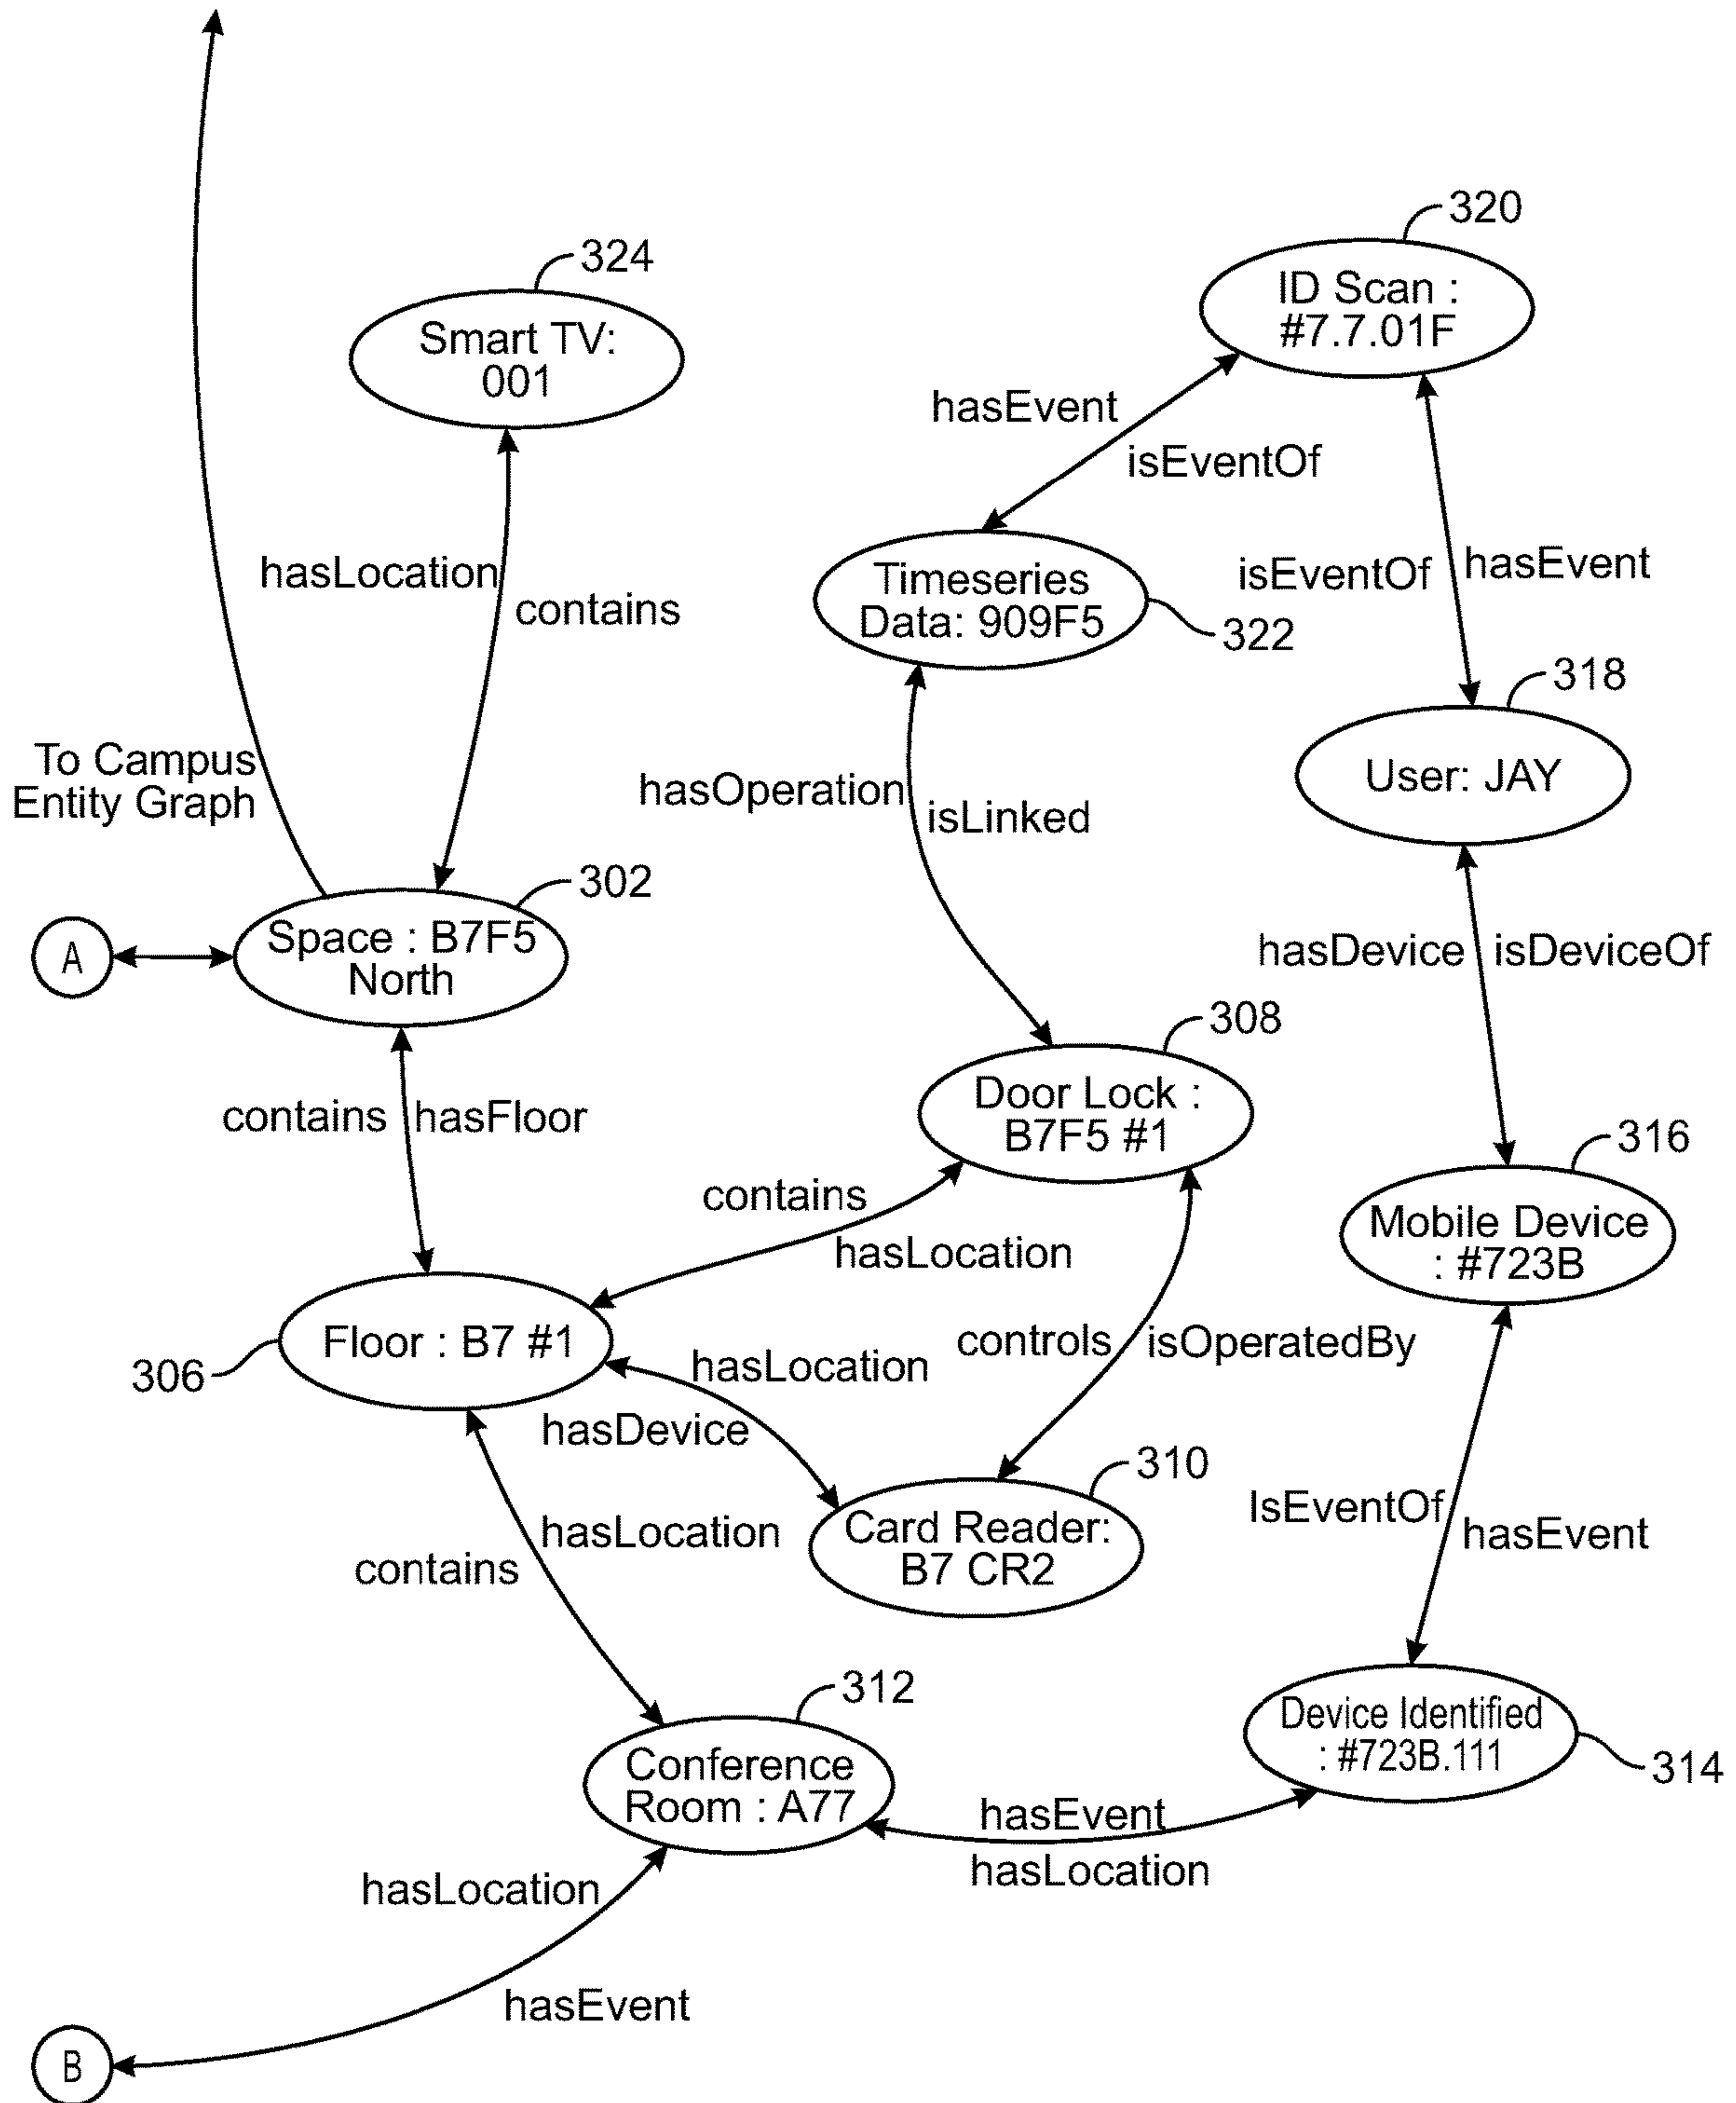 320
ID Scan :
#7.7.01F
324
Smart TV:
001
hasEvent
isEventOf
hasLocation
contains
Timeseries
Data: 909F5
322
isEventOf
hasEvent
318
User: JAY
To Campus
Entity Graph
hasOperation
isLinked
302
Space : B7F5
North
A
hasDevice
isDeviceOf
308
Door Lock :
B7F5 #1
contains
hasFloor
316
Mobile Device
: #723B
contains
hasLocation
Floor : B7 #1
306
controls
isOperatedBy
hasLocation
hasDevice
310
Card Reader:
B7 CR2
IsEventOf
hasEvent
hasLocation
contains
312
Conference
Room : A77
Device Identified
: #723B.111
314
hasEvent
hasLocation
hasLocation
hasEvent
B